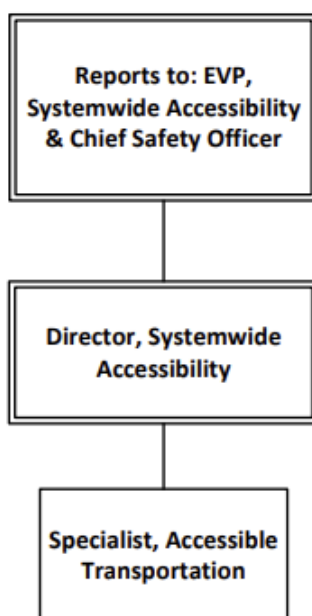 Reports to: EVP,
Systemwide Accessibility
& Chief Safety Officer
Director, Systemwide
Accessibility
Specialist, Accessible
Transportation